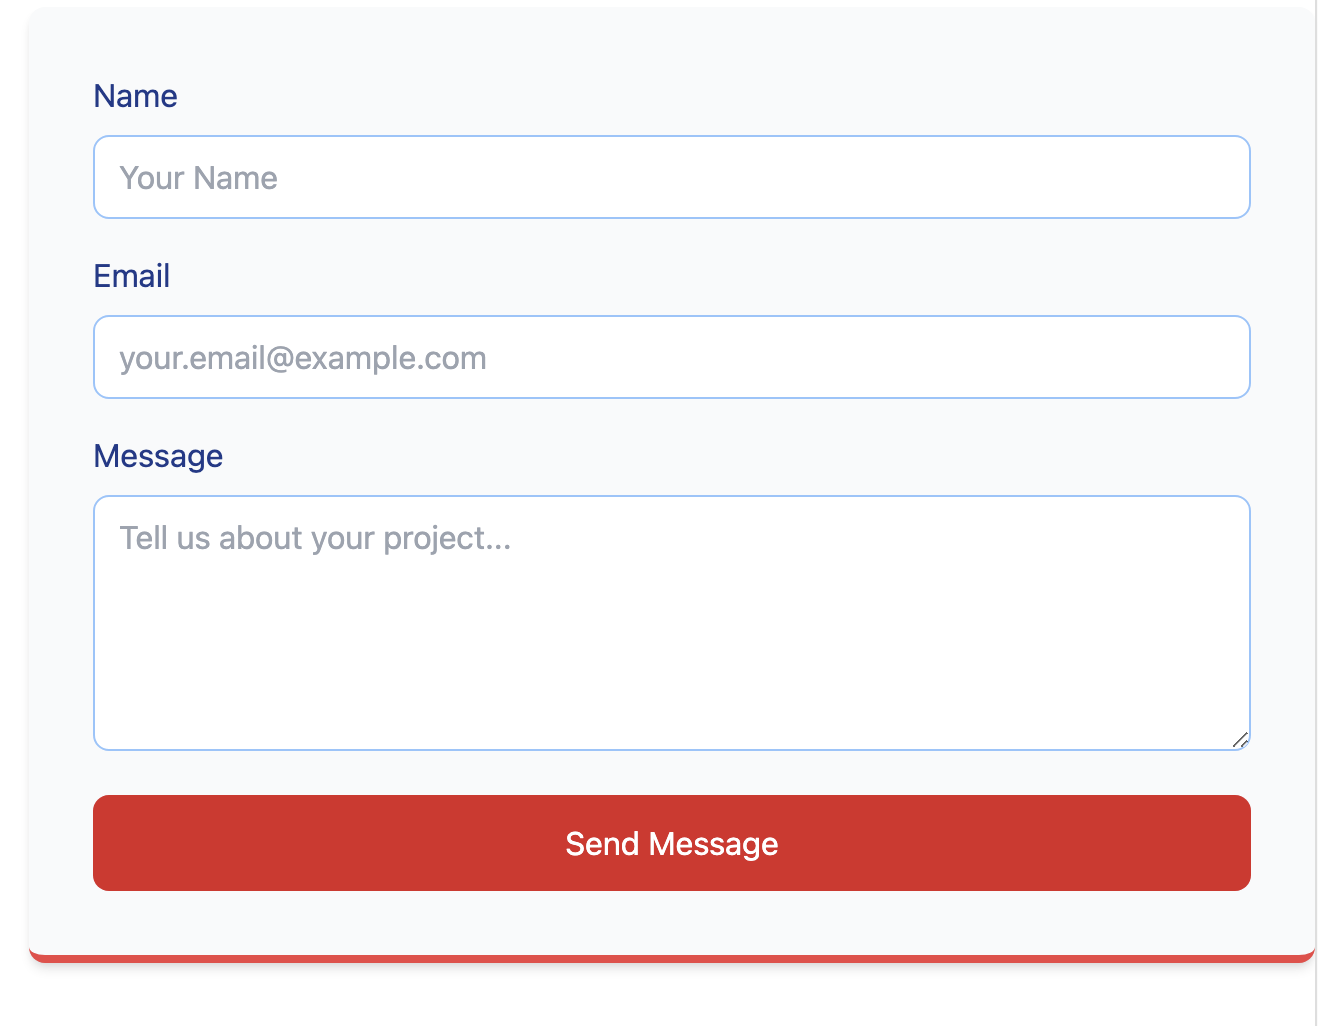 Name
Your Name
Email
your.email@example.com
Message
Tell us about your project...
Send Message